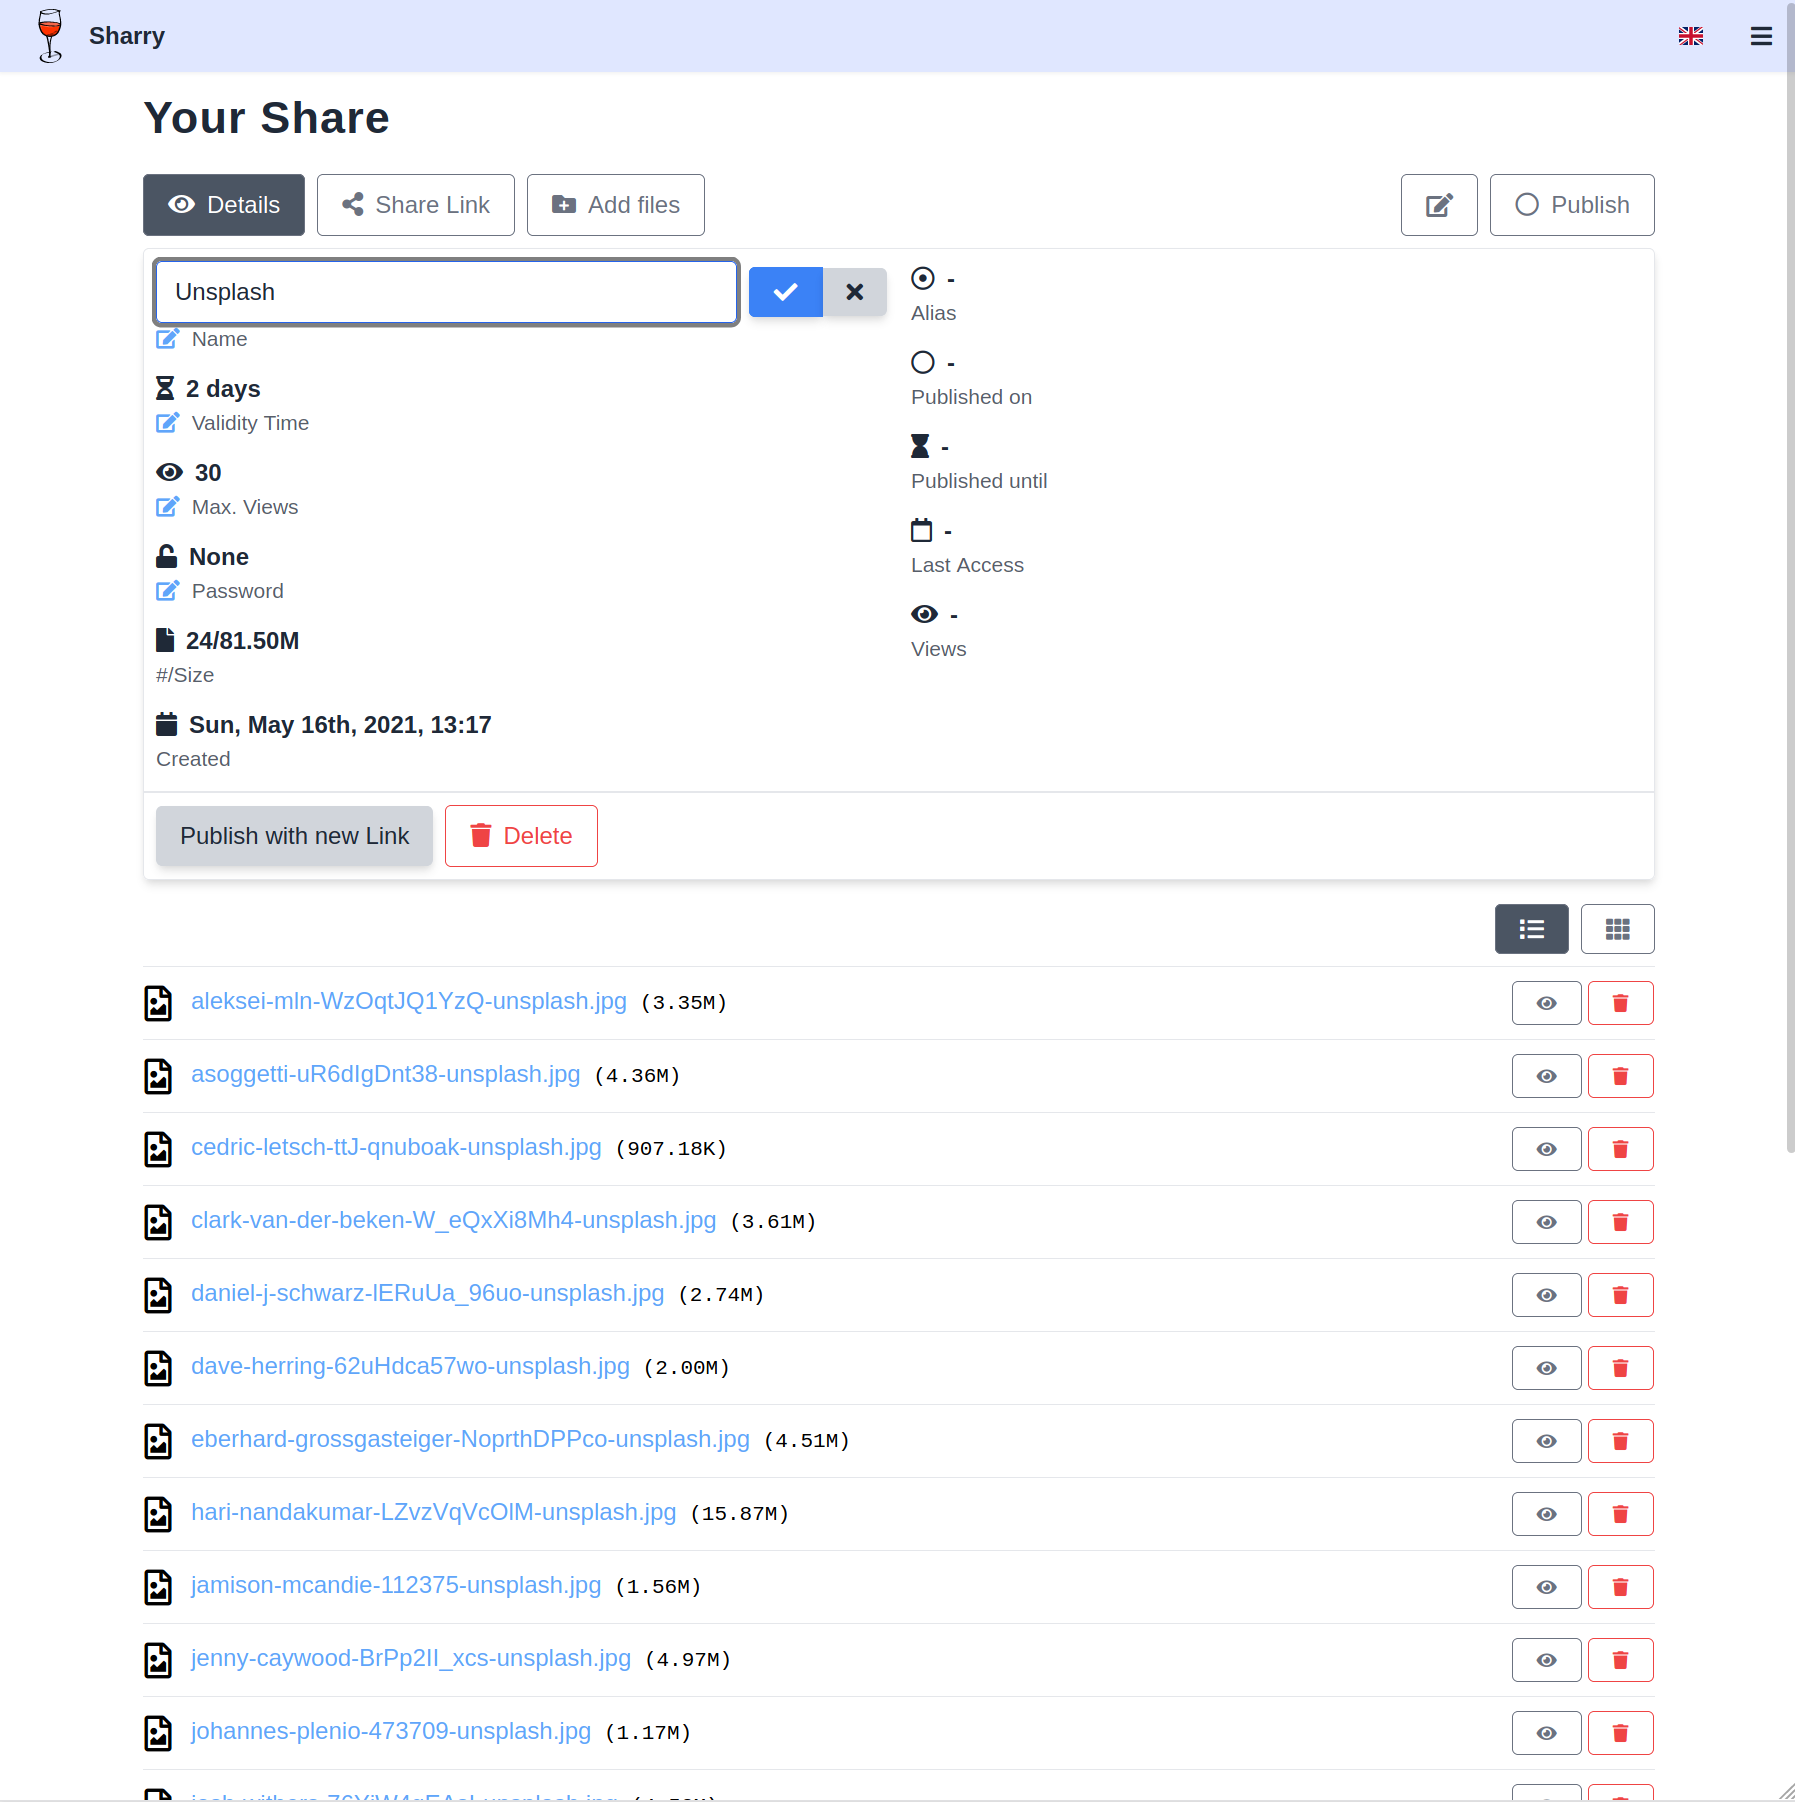 Sharry
Your Share
Details
Share Link
Add files
Publish
Unsplash
Name
2 days
Validity Time
30
Max. Views
None
Password
24/81.50M
#/Size
Sun, May 16th, 2021, 13:17
Created
-
Alias
-
Published on
-
Published until
-
Last Access
-
Views
Publish with new Link
Delete
aleksei-mln-WzOqtJQ1YzQ-unsplash.jpg (3.35M)
asoggetti-uR6dIgDnt38-unsplash.jpg (4.36M)
cedric-letsch-ttJ-qnuboak-unsplash.jpg (907.18K)
clark-van-der-beken-W_eQxXi8Mh4-unsplash.jpg (3.61M)
daniel-j-schwarz-lERuUa_96uo-unsplash.jpg (2.74M)
dave-herring-62uHdca57wo-unsplash.jpg (2.00M)
eberhard-grossgasteiger-NoprthDPPco-unsplash.jpg (4.51M)
hari-nandakumar-LZvzVqVcOlM-unsplash.jpg (15.87M)
jamison-mcandie-112375-unsplash.jpg (1.56M)
jenny-caywood-BrPp2II_xcs-unsplash.jpg (4.97M)
johannes-plenio-473709-unsplash.jpg (1.17M)